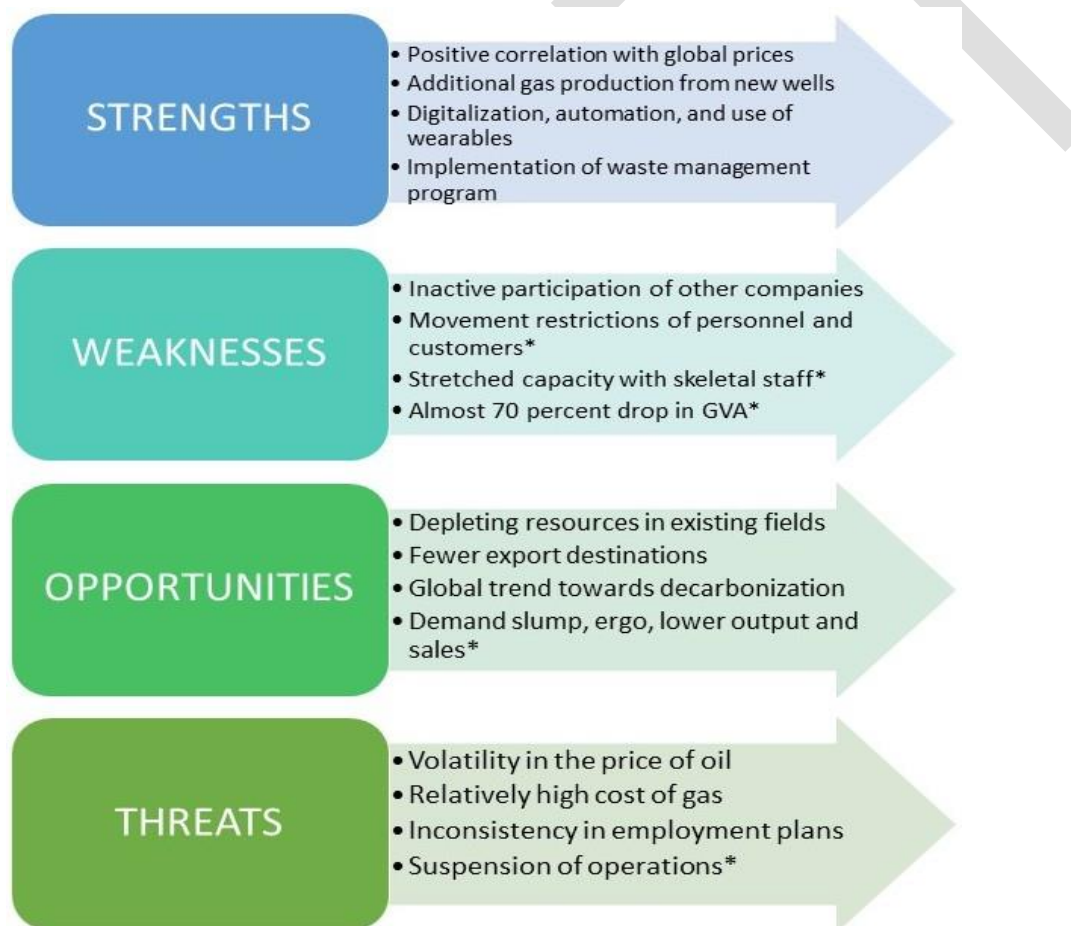 STRENGTHS
• Positive correlation with global prices
• Additional gas production from new wells
• Digitalization, automation, and use of
wearables
• Implementation of waste management
program
WEAKNESSES
• Inactive participation of other companies
• Movement restrictions of personnel and
customers*
• Stretched capacity with skeletal staff*
• Almost 70 percent drop in GVA*
OPPORTUNITIES
• Depleting resources in existing fields
• Fewer export destinations
• Global trend towards decarbonization
• Demand slump, ergo, lower output and
sales*
THREATS
• Volatility in the price of oil
• Relatively high cost of gas
• Inconsistency in employment plans
• Suspension of operations*